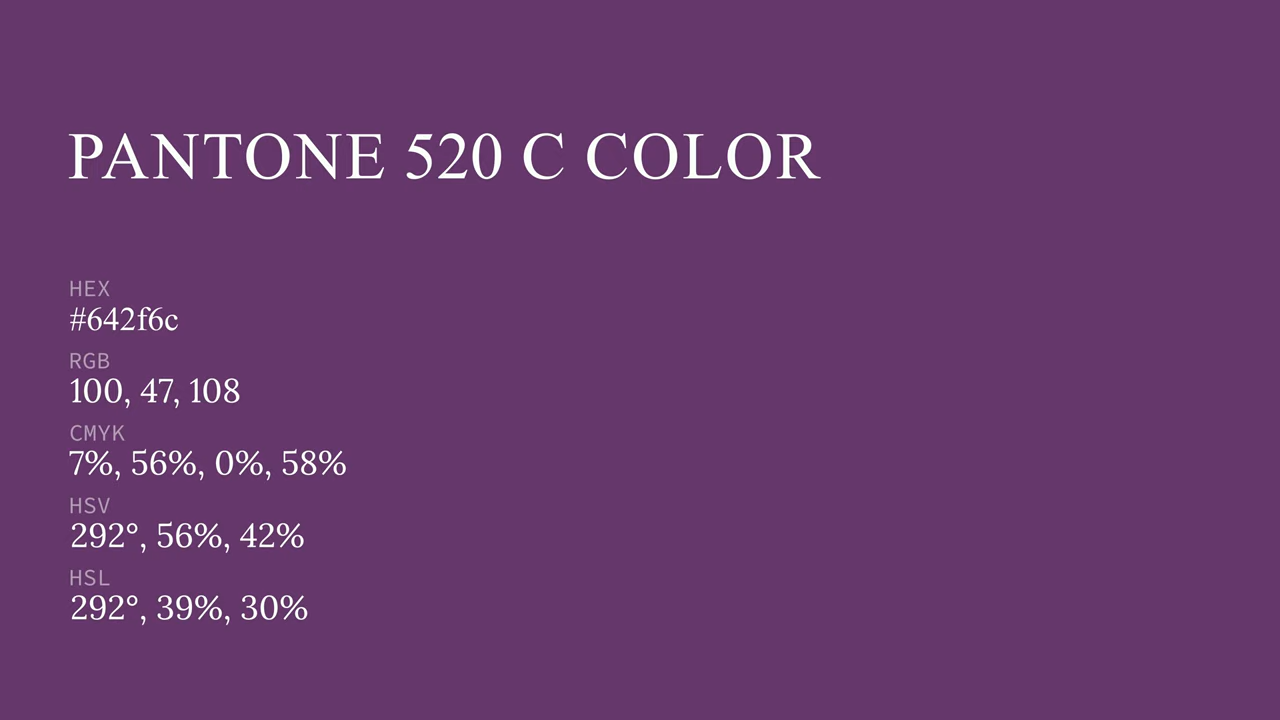 PANTONE 520 C COLOR
HEX
#642f6c
RGB
100, 47, 108
CMYK
7%, 56%, 0%, 58%
HSV
292°, 56%, 42%
HSL
292°, 39%, 30%